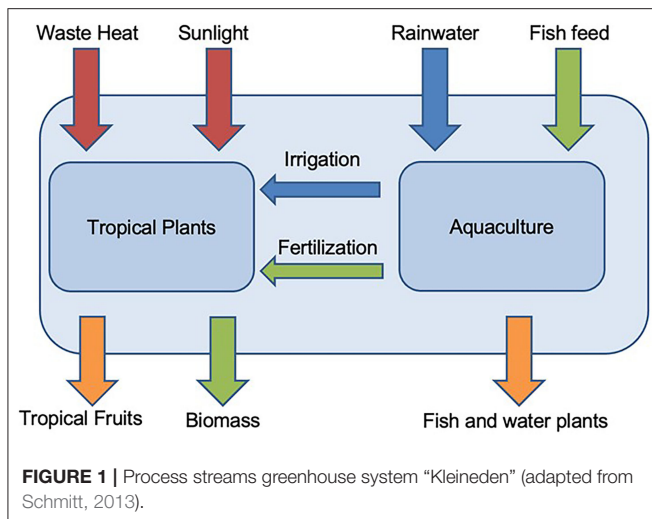 Waste Heat Sunlight Rainwater Fish feed
Irrigation
Tropical Plants Fertilization Aquaculture
Tropical Fruits Biomass Fish and water plants
FIGURE 1 | Process streams greenhouse system “Kleineden” (adapted from
Schmitt, 2013).